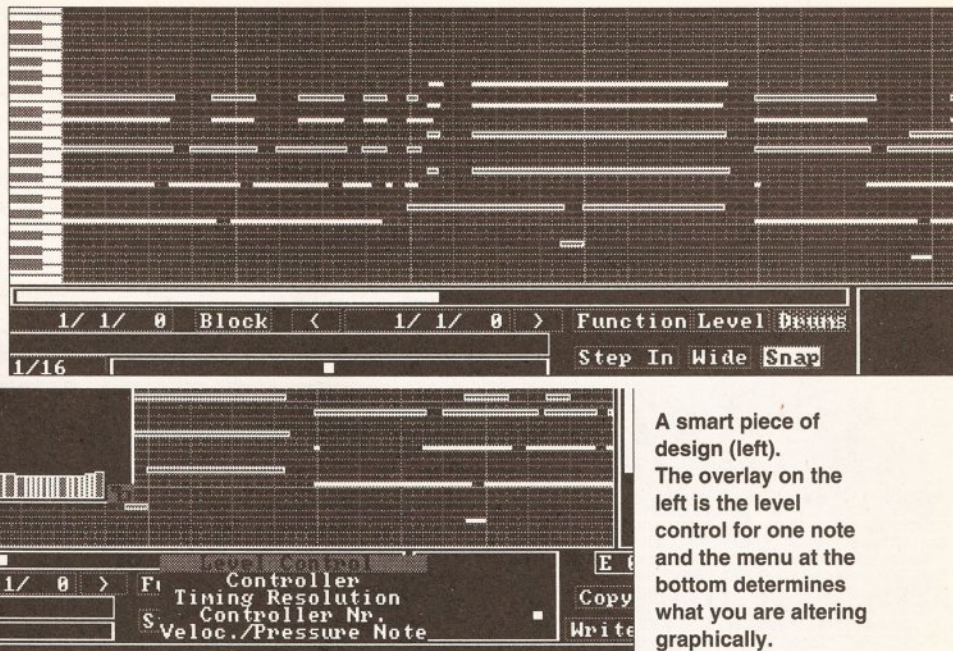 1/ 1/ 0 Block < 1/ 1/ 0 > Function Level Drums
1/16 Step In Wide Snap
A smart piece of
design (left).
The overlay on the
left is the level
control for one note
and the menu at the
bottom determines
what you are altering
graphically.
Level Control
1/ 0 > Controller
Timing Resolution
Controller Nr.
Veloc./Pressure Note
Copy
Write